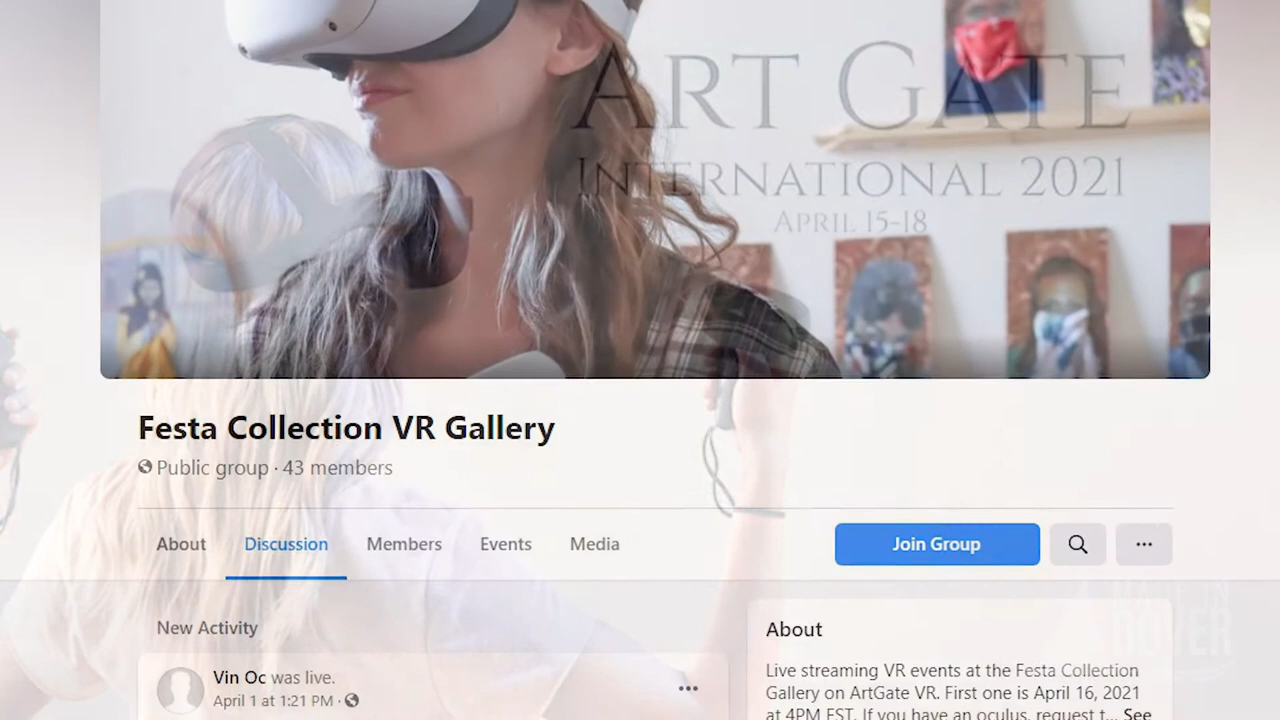 ART GATE
INTERNATIONAL 2021
APRIL 15-18
Festa Collection VR Gallery
Public group · 43 members
About
Discussion
Members
Events
Media
Join Group
...
New Activity
Vin Oc was live.
April 1 at 1:21 PM ·
...
About
Live streaming VR events at the Festa Collection
Gallery on ArtGate VR. First one is April 16, 2021
at 4PM EST. If you have an oculus, request t... See
MADE IN
DOVER